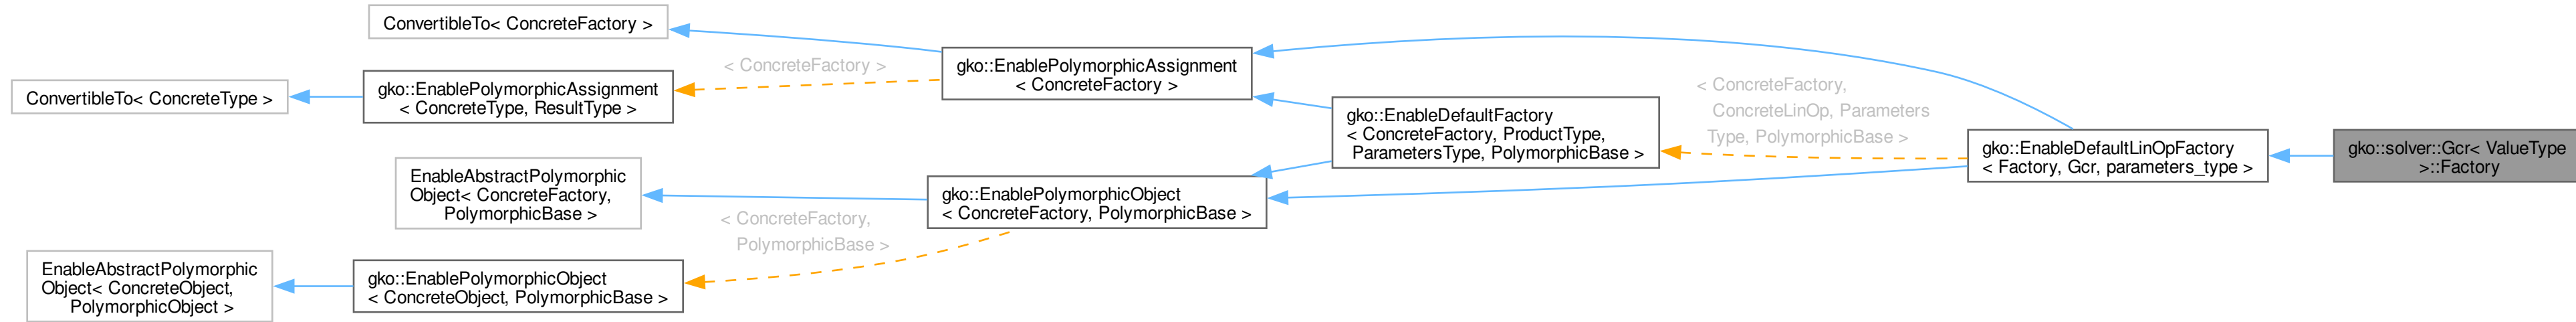 ConvertibleTo< ConcreteFactory >
ConvertibleTo< ConcreteType >
gko::EnablePolymorphicAssignment
< ConcreteType, ResultType >
< ConcreteFactory >
gko::EnablePolymorphicAssignment
< ConcreteFactory >
EnableAbstractPolymorphic
Object< ConcreteFactory,
PolymorphicBase >
EnableAbstractPolymorphic
Object< ConcreteObject,
PolymorphicObject >
gko::EnablePolymorphicObject
< ConcreteObject, PolymorphicBase >
< ConcreteFactory,
PolymorphicBase >
gko::EnablePolymorphicObject
< ConcreteFactory, PolymorphicBase >
gko::EnableDefaultFactory
< ConcreteFactory, ProductType,
ParametersType, PolymorphicBase >
< ConcreteFactory,
ConcreteLinOp, Parameters
Type, PolymorphicBase >
gko::EnableDefaultLinOpFactory
< Factory, Gcr, parameters_type >
gko::solver::Gcr< ValueType
>::Factory